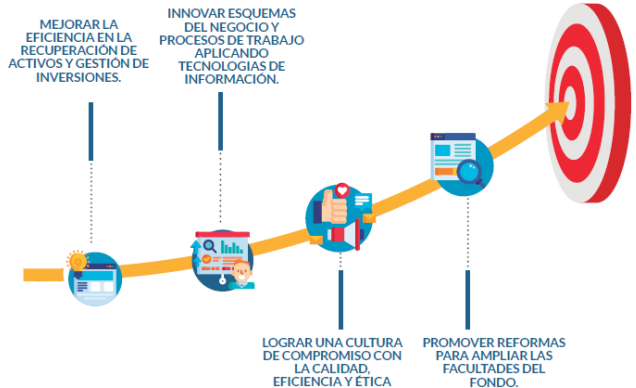 MEJORAR LA
EFICIENCIA EN LA
RECUPERACIÓN DE
ACTIVOS Y GESTIÓN DE
INVERSIONES.
INNOVAR ESQUEMAS
DEL NEGOCIO Y
PROCESOS DE TRABAJO
APLICANDO
TECNOLOGIAS DE
INFORMACIÓN.
LOGRAR UNA CULTURA
DE COMPROMISO CON
LA CALIDAD,
EFICIENCIA Y ÉTICA
PROMOVER REFORMAS
PARA AMPLIAR LAS
FACULTADES DEL
FONDO.